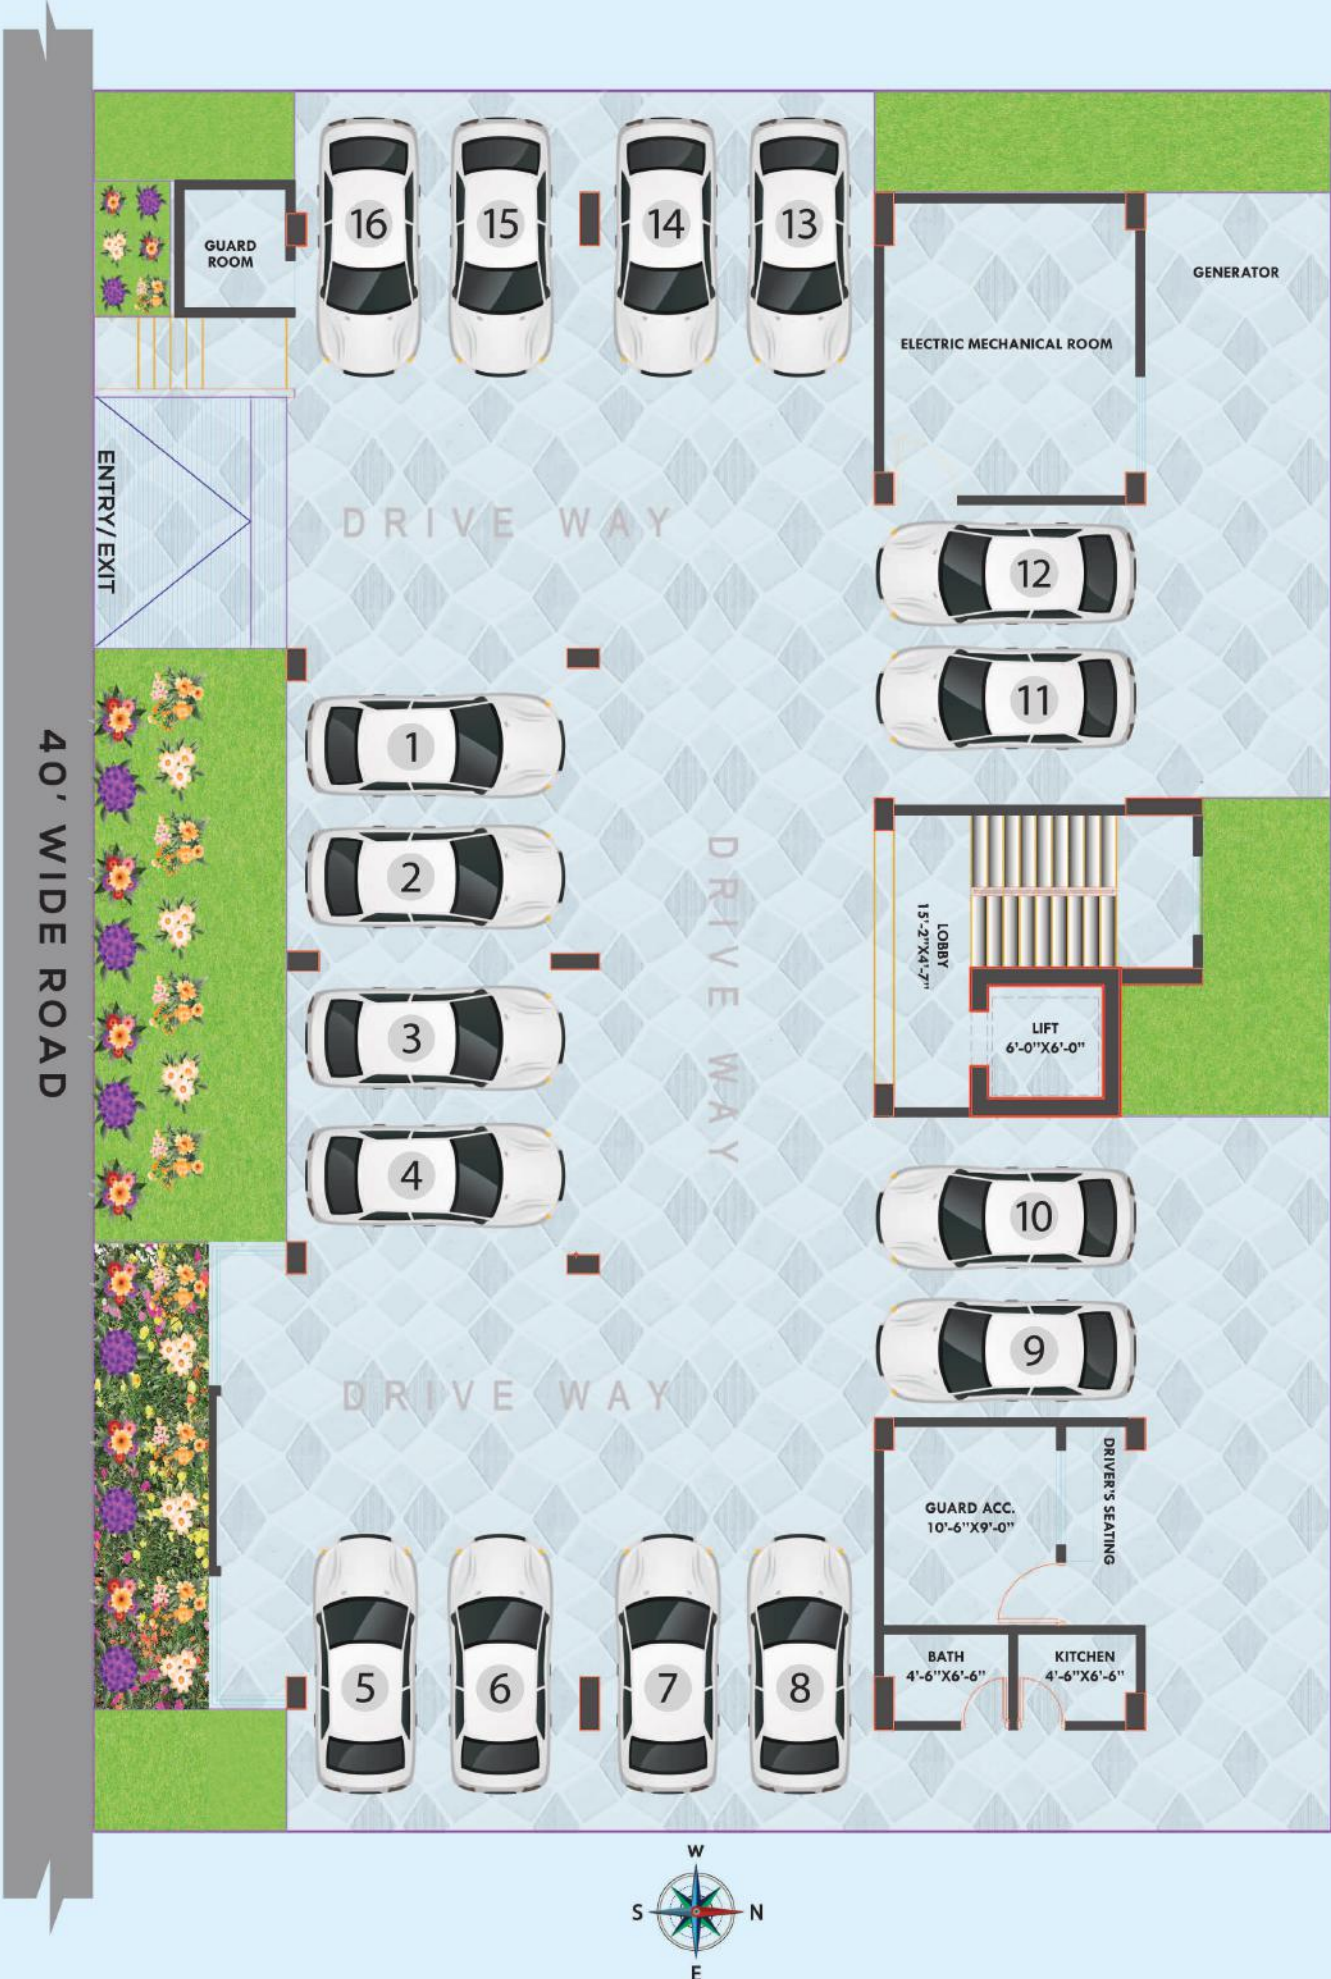 16
15
14
13
GUARD
ROOM
GENERATOR
ELECTRIC MECHANICAL ROOM
ENTRY/ EXIT
DRIVE WAY
12
11
1
2
3
4
40' WIDE ROAD
DRIVE WAY
LOBBY
15'-2"X4'-7"
LIFT
6'-0"X6'-0"
10
9
DRIVE WAY
GUARD ACC.
10'-6"X9'-0"
DRIVER'S SEATING
BATH
4'-6"X6'-6"
KITCHEN
4'-6"X6'-6"
5
6
7
8
W
S
N
E